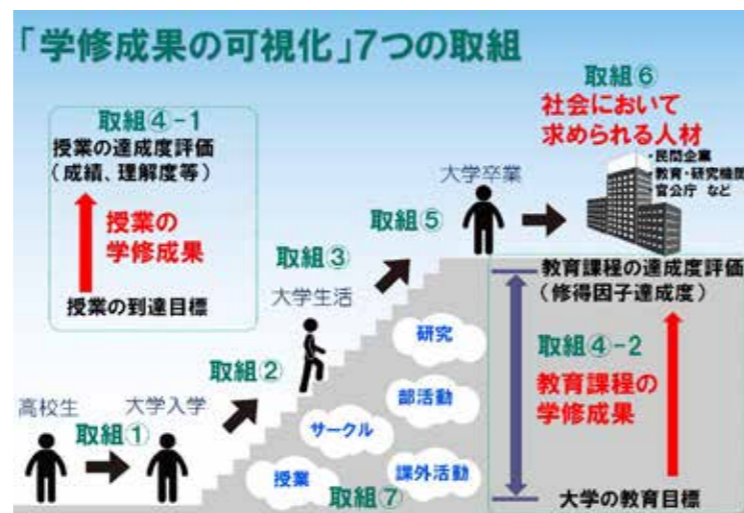 「学修成果の可視化」7つの取組
取組④-1
授業の達成度評価
（成績、理解度等）
授業の
学修成果
授業の到達目標
取組⑥
社会において
求められる人材
・民間企業
・教育・研究機関
・官公庁 など
大学卒業
取組⑤
取組③
大学生活
取組②
高校生
大学入学
取組①
教育課程の達成度評価
（修得因子達成度）
取組④-2
教育課程の
学修成果
大学の教育目標
研究
部活動
サークル
授業
課外活動
取組⑦